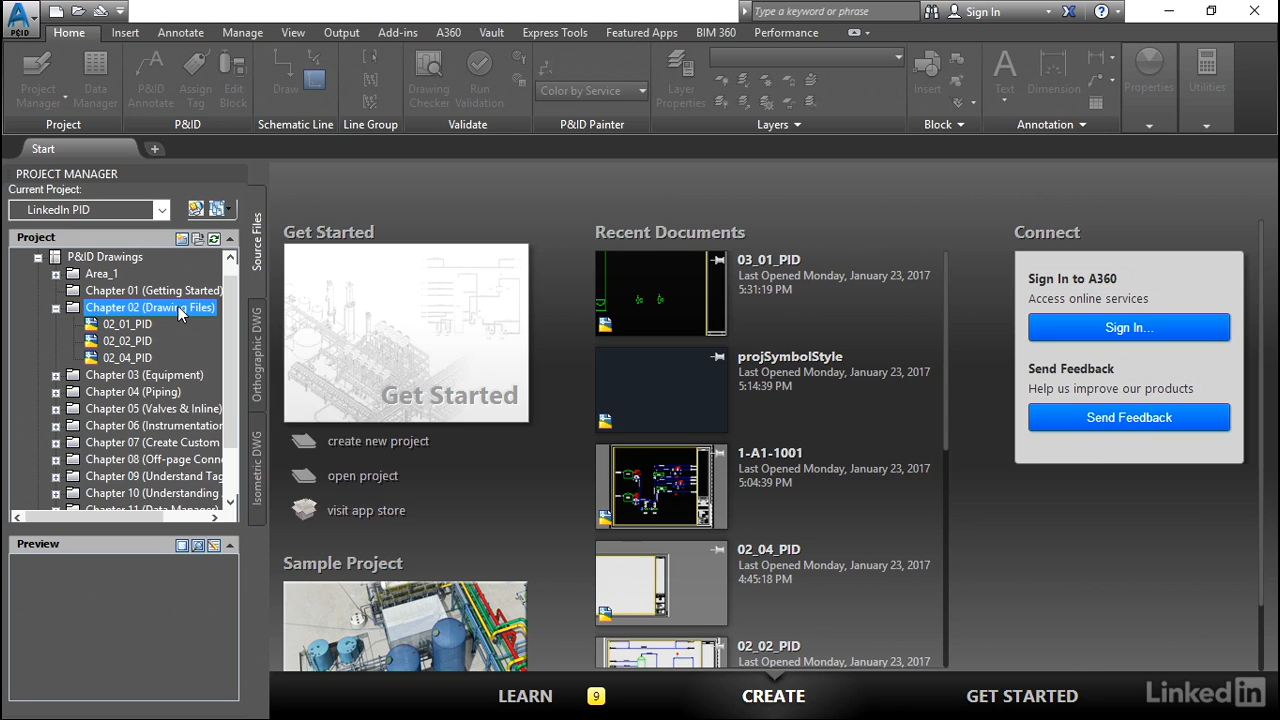 P&ID
Type a keyword or phrase
Sign In
Home Insert Annotate Manage View Output Add-ins A360 Vault Express Tools Featured Apps BIM 360 Performance
Project Manager
Data Manager
P&ID Annotate
Assign Tag
Edit Block
Draw
Drawing Checker
Run Validation
Color by Service
Layer Properties
Insert
Text
Dimension
Properties
Utilities
Project P&ID Schematic Line Line Group Validate P&ID Painter Layers Block Annotation
Start
PROJECT MANAGER
Current Project:
LinkedIn PID
Project
P&ID Drawings
Area_1
Chapter 01 (Getting Started)
Chapter 02 (Drawing Files)
02_01_PID
02_02_PID
02_04_PID
Chapter 03 (Equipment)
Chapter 04 (Piping)
Chapter 05 (Valves & Inline)
Chapter 06 (Instrumentation
Chapter 07 (Create Custom
Chapter 08 (Off-page Conne
Chapter 09 (Understand Tag
Chapter 10 (Understanding
Chapter 11 (Data Manager)
Preview
Source Files
Orthographic DWG
Isometric DWG
Get Started
Get Started
create new project
open project
visit app store
Sample Project
Recent Documents
03_01_PID
Last Opened Monday, January 23, 2017
5:31:19 PM
projSymbolStyle
5:14:39 PM
1-A1-1001
Last Opened Monday, January 23, 2017
5:04:39 PM
02_04_PID
Last Opened Monday, January 23, 2017
4:45:18 PM
02_02_PID
Last Opened Monday, January 23, 2017
Connect
Sign In to A360
Access online services
Sign In...
Send Feedback
Help us improve our products
Send Feedback
LEARN 9 CREATE GET STARTED
LinkedIn